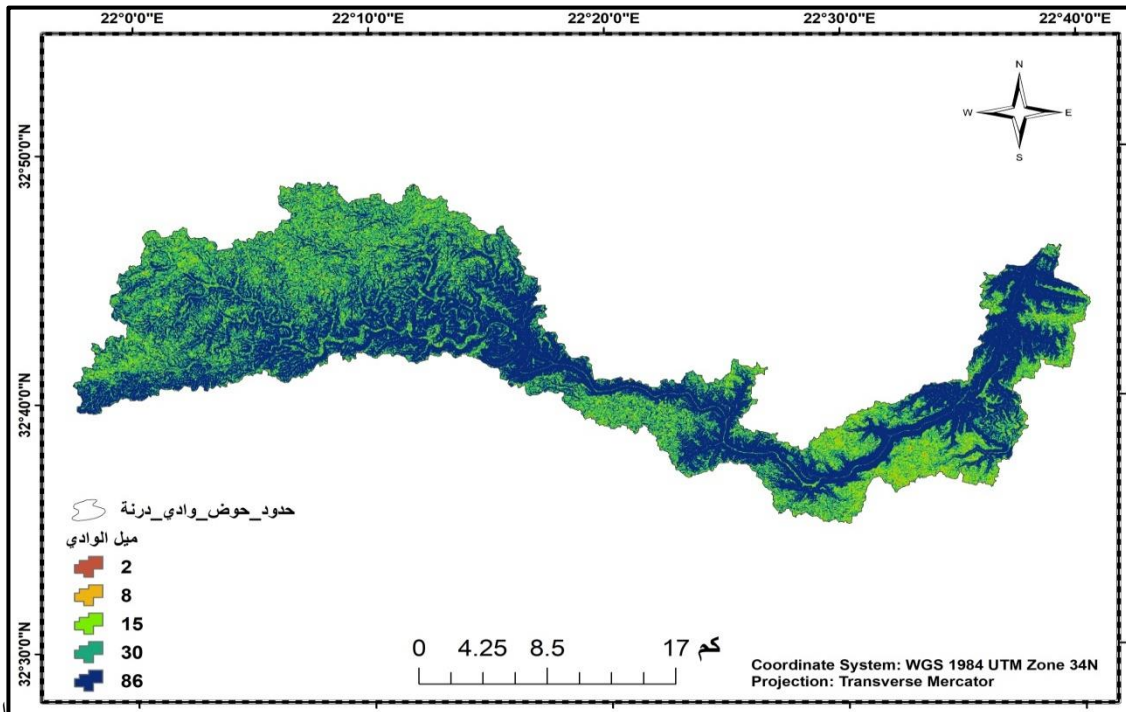 22°0'0"E 22°10'0"E 22°20'0"E 22°30'0"E 22°40'0"E
N
W E
S
32°50'0"N
32°40'0"N
32°30'0"N
حدود_حوض_وادي_درنة
ميل الوادي
2
8
15
30
86
0 4.25 8.5 17 كم
Coordinate System: WGS 1984 UTM Zone 34N
Projection: Transverse Mercator